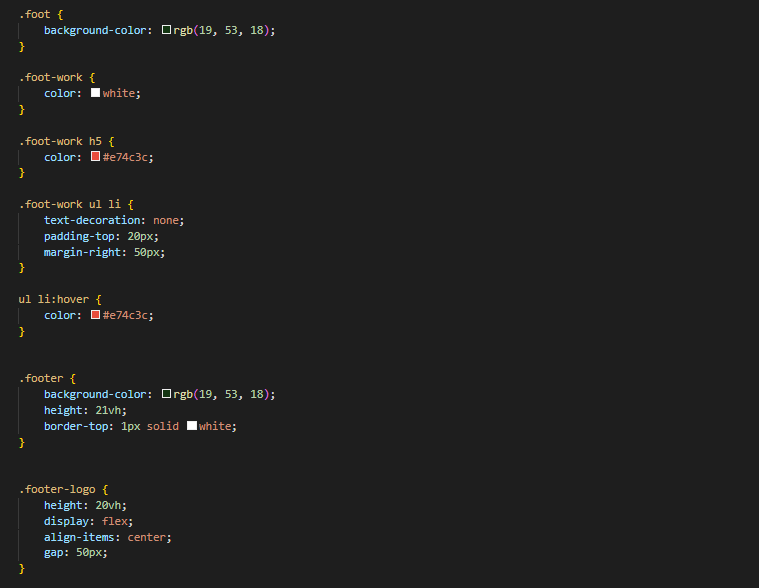 .foot {
    background-color: rgb(19, 53, 18);
}
.foot-work {
    color: white;
}
.foot-work h5 {
    color: #e74c3c;
}
.foot-work ul li {
    text-decoration: none;
    padding-top: 20px;
    margin-right: 50px;
}
ul li:hover {
    color: #e74c3c;
}
.footer {
    background-color: rgb(19, 53, 18);
    height: 21vh;
    border-top: 1px solid white;
}
.footer-logo {
    height: 20vh;
    display: flex;
    align-items: center;
    gap: 50px;
}